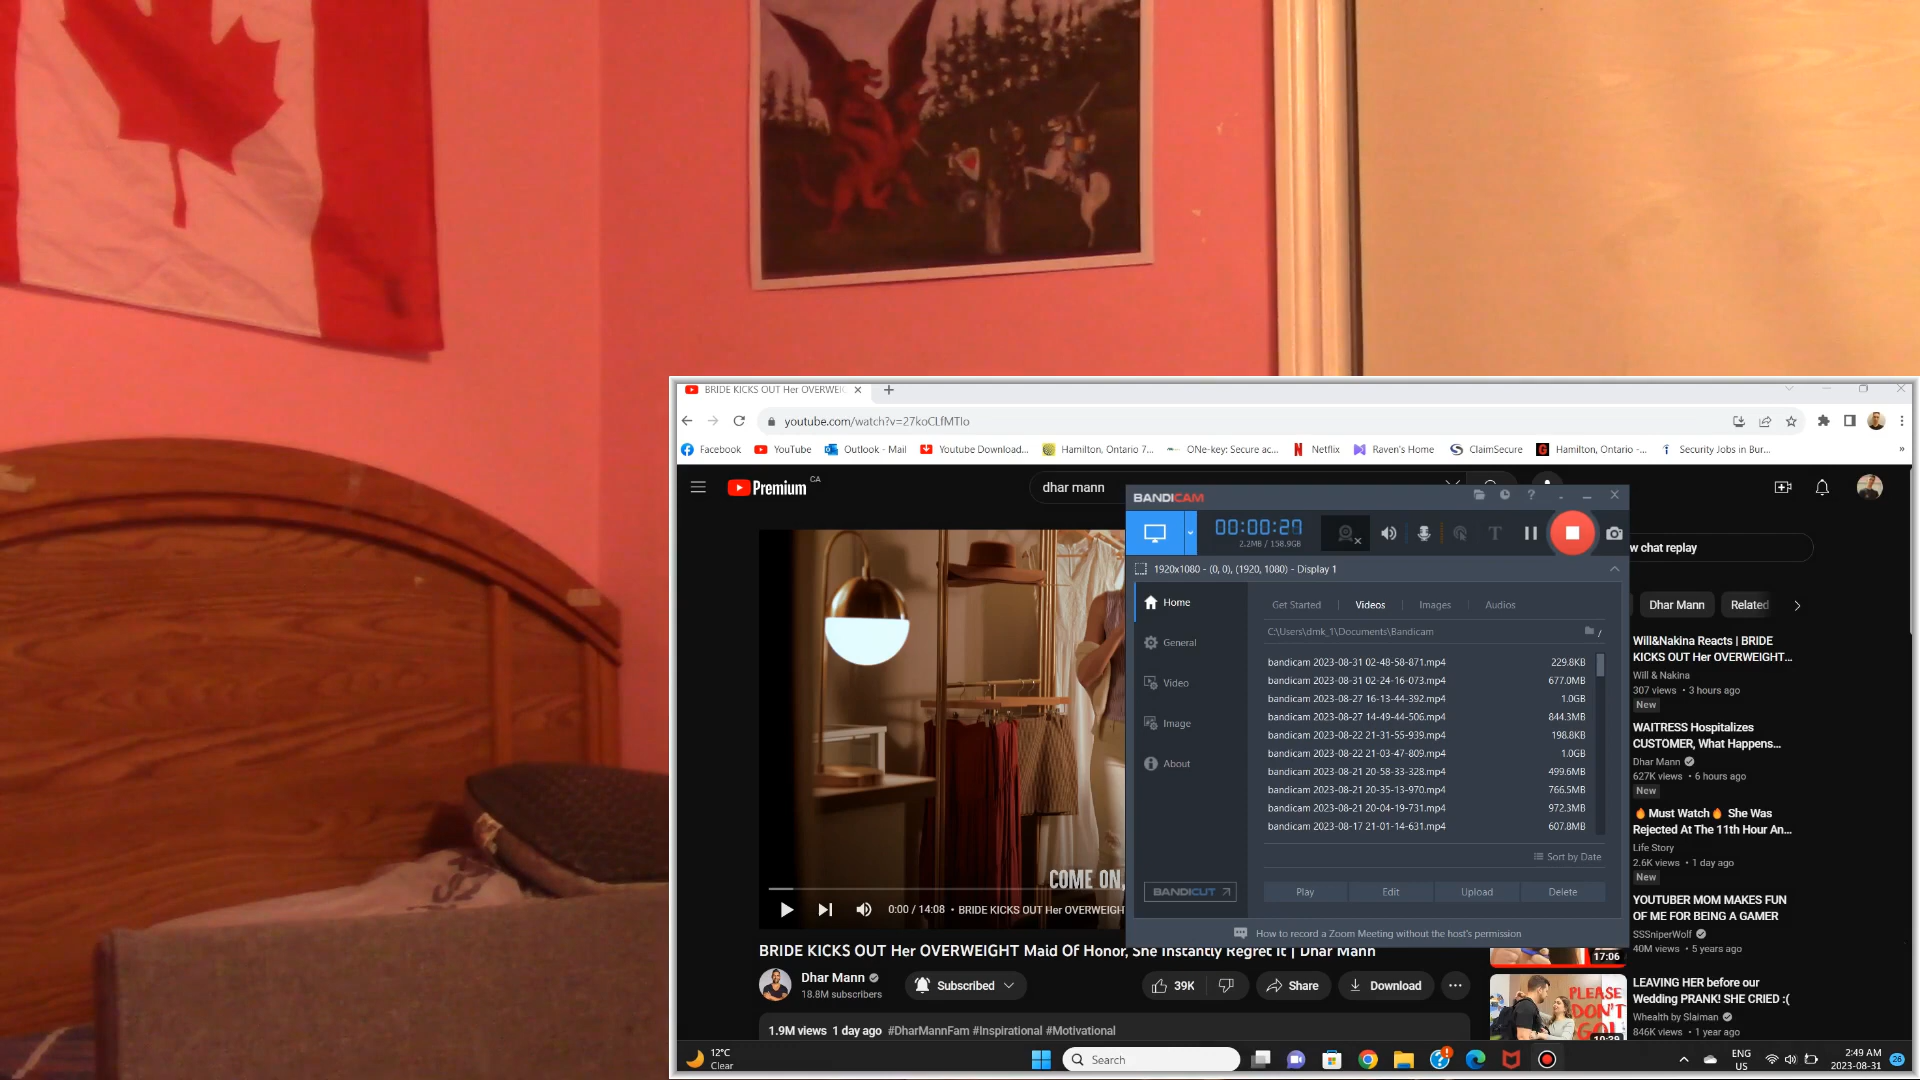 BRIDE KICKS OUT Her OVERWEI
youtube.com/watch?v=27koCLfMTIo
Facebook YouTube Outlook - Mail Youtube Download... Hamilton, Ontario 7... ONe-key: Secure ac... Netflix Raven's Home ClaimSecure Hamilton, Ontario -... Security Jobs in Bur... »
Premium CA
dhar mann
BANDICAM
00:00:27
2.2MB / 158.9GB
1920x1080 - (0, 0), (1920, 1080) - Display 1
Home
General
Video
Image
About
BANDICUT
Get Started Videos Images Audios
C:\Users\dmk_1\Documents\Bandicam
bandicam 2023-08-31 02-48-58-871.mp4 229.8KB
bandicam 2023-08-31 02-24-16-073.mp4 677.0MB
bandicam 2023-08-27 16-13-44-392.mp4 1.0GB
bandicam 2023-08-27 14-49-44-506.mp4 844.3MB
bandicam 2023-08-22 21-31-55-939.mp4 198.8KB
bandicam 2023-08-22 21-03-47-809.mp4 1.0GB
bandicam 2023-08-21 20-58-33-328.mp4 499.6MB
bandicam 2023-08-21 20-35-13-970.mp4 766.5MB
bandicam 2023-08-21 20-04-19-731.mp4 972.3MB
bandicam 2023-08-17 21-01-14-631.mp4 607.8MB
Sort by Date
Play Edit Upload Delete
How to record a Zoom Meeting without the host's permission
COME ON,
0:00 / 14:08 • BRIDE KICKS OUT Her OVERWEIGH
BRIDE KICKS OUT Her OVERWEIGHT Maid Of Honor, She Instantly Regret It | Dhar Mann
Dhar Mann
18.8M subscribers
Subscribed
39K
Share
Download
1.9M views 1 day ago #DharMannFam #Inspirational #Motivational
w chat replay
Dhar Mann Related
Will&Nakina Reacts | BRIDE
KICKS OUT Her OVERWEIGHT...
Will & Nakina
307 views • 3 hours ago
New
WAITRESS Hospitalizes
CUSTOMER, What Happens...
Dhar Mann
627K views • 6 hours ago
New
Must Watch She Was
Rejected At The 11th Hour An...
Life Story
2.6K views • 1 day ago
New
YOUTUBER MOM MAKES FUN
OF ME FOR BEING A GAMER
SSSniperWolf
40M views • 5 years ago
17:06
LEAVING HER before our
Wedding PRANK! SHE CRIED :(
Whealth by Slaiman
846K views • 1 year ago
PLEASE
DON'T
GO!
12°C
Clear
Search
ENG
US
2:49 AM
2023-08-31
26